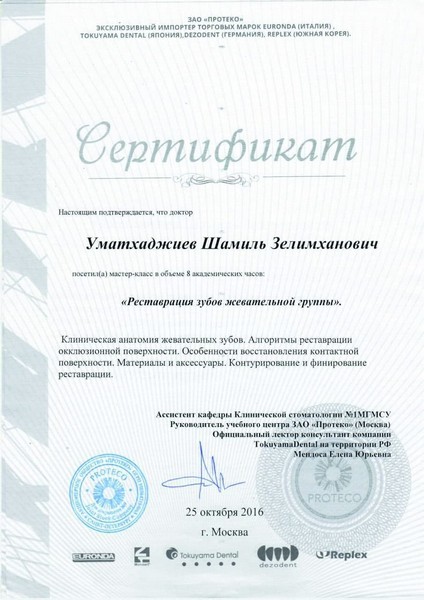 ЗАО «ПРОТЕКО»
ЭКСКЛЮЗИВНЫЙ ИМПОРТЕР ТОРГОВЫХ МАРОК EURONDA (ИТАЛИЯ) ,
TOKUYAMA DENTAL (ЯПОНИЯ),DEZODENT (ГЕРМАНИЯ), REPLEX (ЮЖНАЯ КОРЕЯ).
Сертификат
Настоящим подтверждается, что доктор
Уматхаджиев Шамиль Зелимханович
посетил(а) мастер-класс в объеме 8 академических часов:
«Реставрация зубов жевательной группы».
Клиническая анатомия жевательных зубов. Алгоритмы реставрации
окклюзионной поверхности. Особенности восстановления контактной
поверхности. Материалы и аксессуары. Контурирование и финирование
реставрации.
Ассистент кафедры Клинической стоматологии №1МГМСУ
Руководитель учебного центра ЗАО «Протеко» (Москва)
Официальный лектор консультант компании
TokuyamaDental на территории РФ
Мендоса Елена Юрьевна
PROTECO
PROTECO
25 октября 2016
г. Москва
EURONDA
Tokuyama Dental
dezodent
Replex